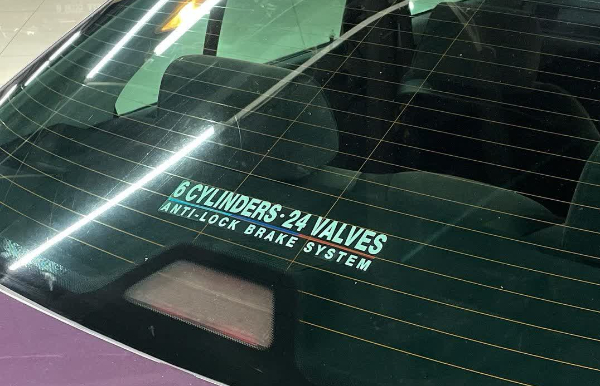 6 CYLINDERS · 24 VALVES
ANTI-LOCK BRAKE SYSTEM